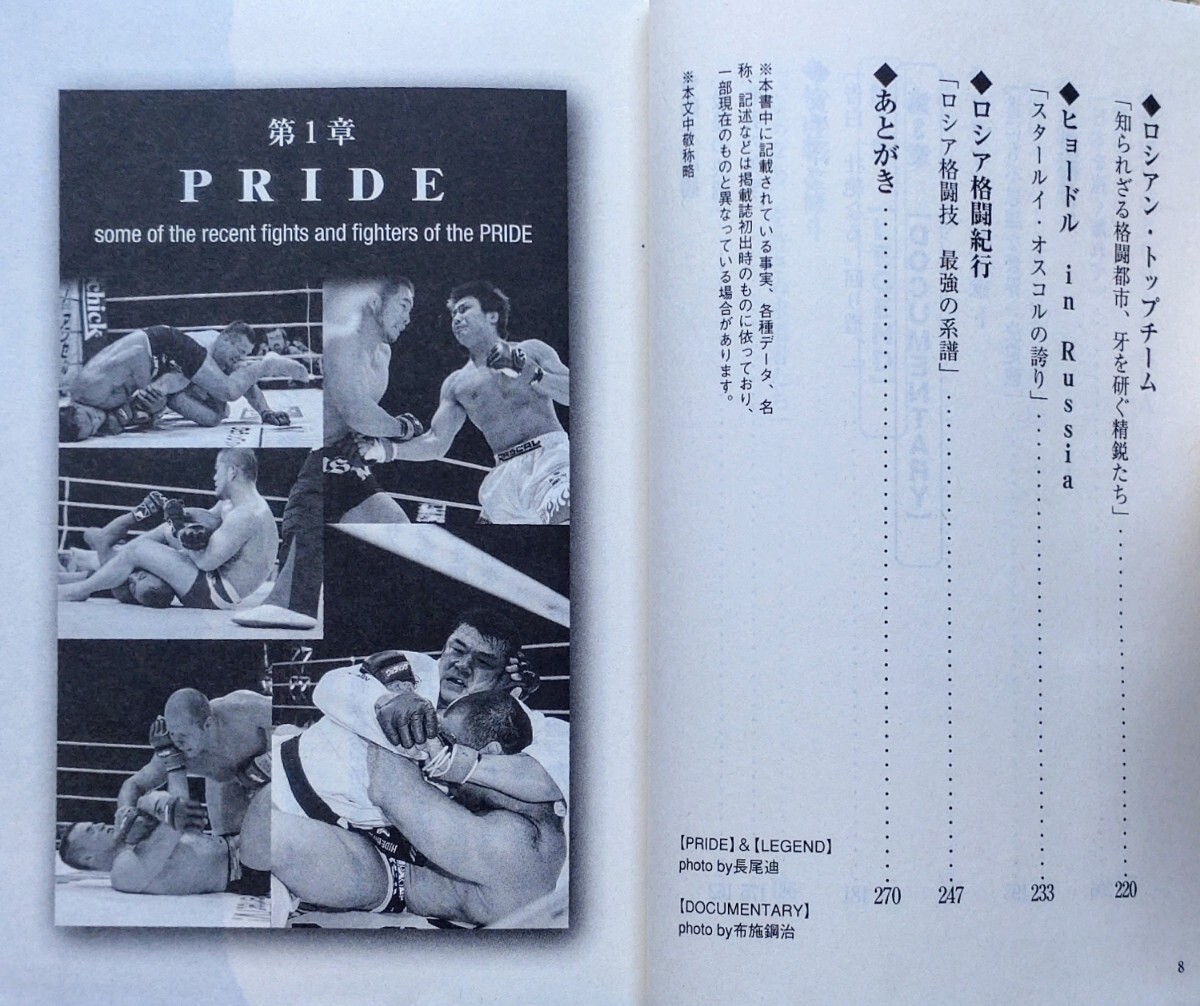 ◆ロシアン・トップチーム
「知られざる格闘都市、牙を研ぐ精鋭たち」 220
◆ヒョードル in Russia
「スタールイ・オスコルの誇り」 233
◆ロシア格闘紀行
「ロシア格闘技 最強の系譜」 247
◆あとがき 270
※本書中に記載されている事実、各種データ、名
称、記述などは掲載誌初出時のものに依っており、
一部現在のものと異なっている場合があります。
※本文中敬称略
【PRIDE】&【LEGEND】
photo by長尾迪
【DOCUMENTARY】
photo by布施鋼治
8
第1章
PRIDE
some of the recent fights and fighters of the PRIDE
chick